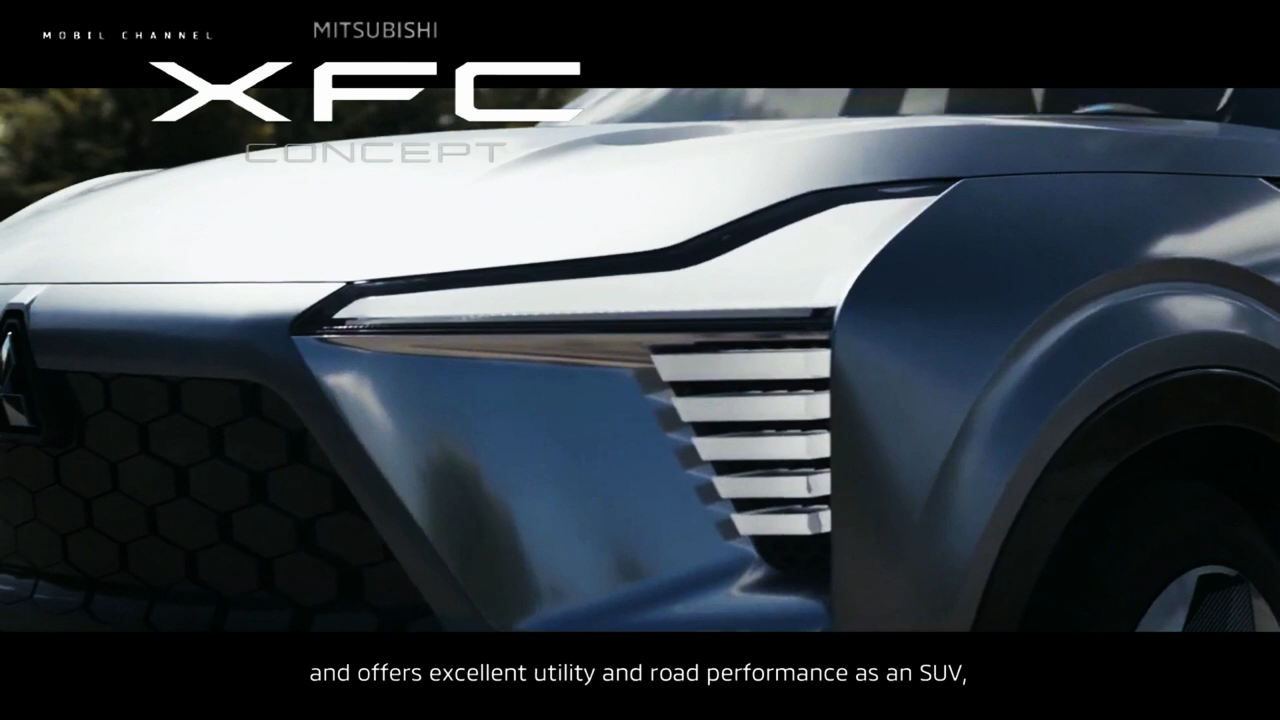 MOBIL CHANNEL
MITSUBISHI
XFC
CONCEPT
and offers excellent utility and road performance as an SUV,